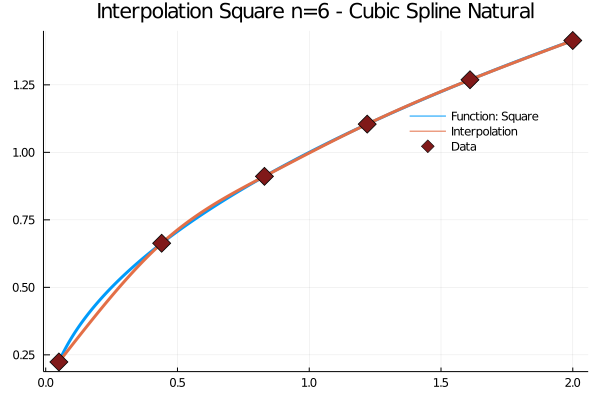 Interpolation Square n=6 - Cubic Spline Natural
1.25
1.00
0.75
0.50
0.25
Function: Square
Interpolation
Data
0.0 0.5 1.0 1.5 2.0